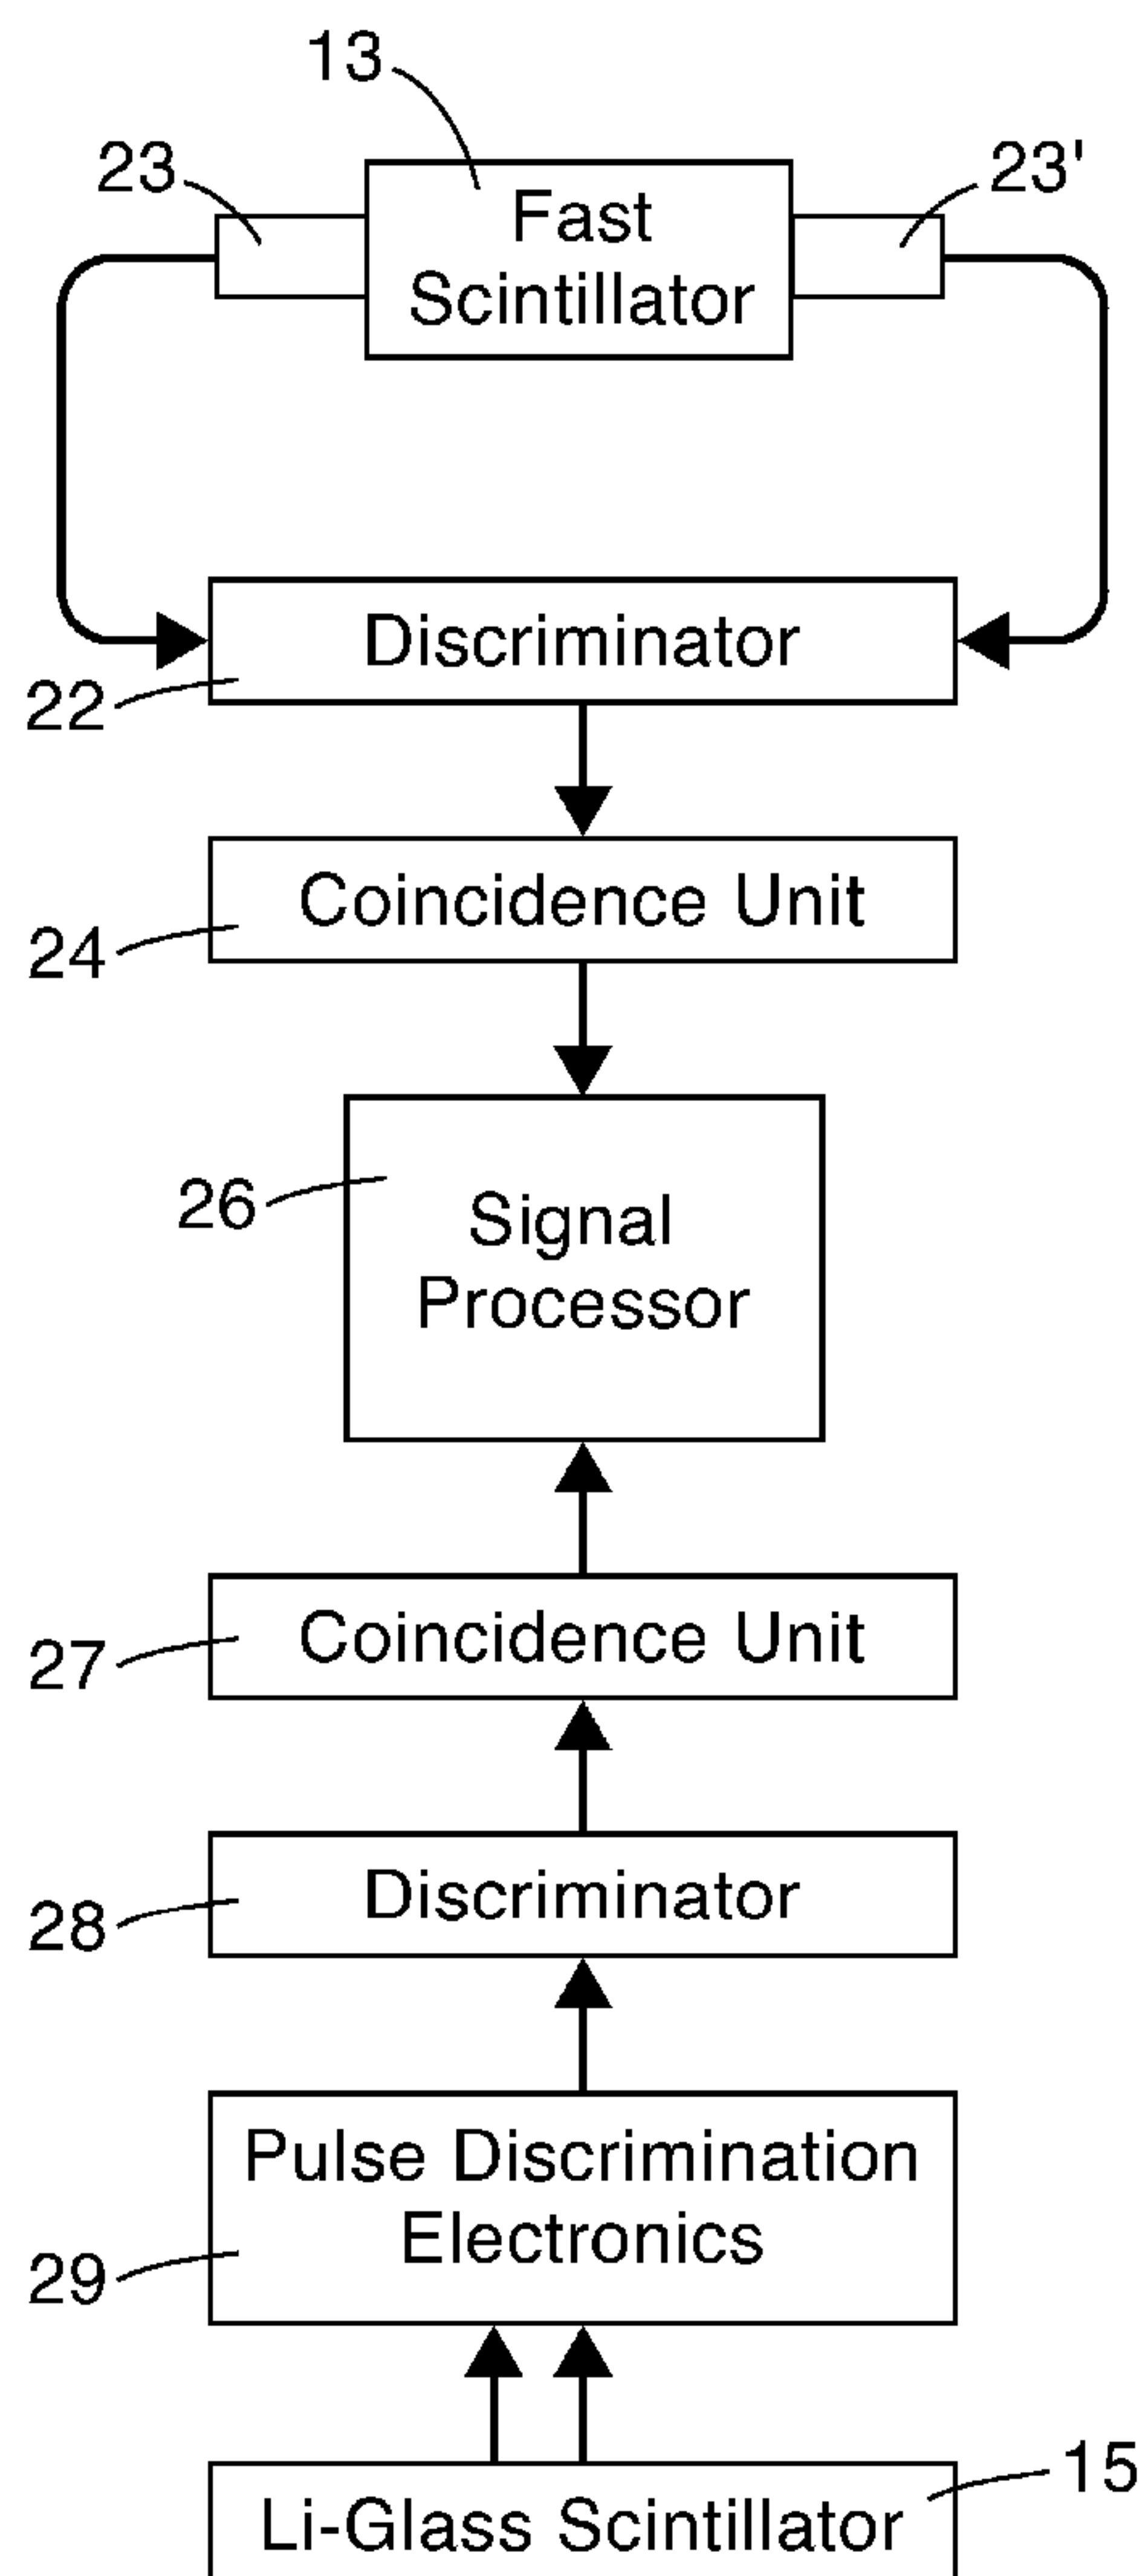 13
23
23'
Fast
Scintillator
Discriminator
22
Coincidence Unit
24
26
Signal
Processor
Coincidence Unit
27
Discriminator
28
Pulse Discrimination
Electronics
29
15
Li-Glass Scintillator